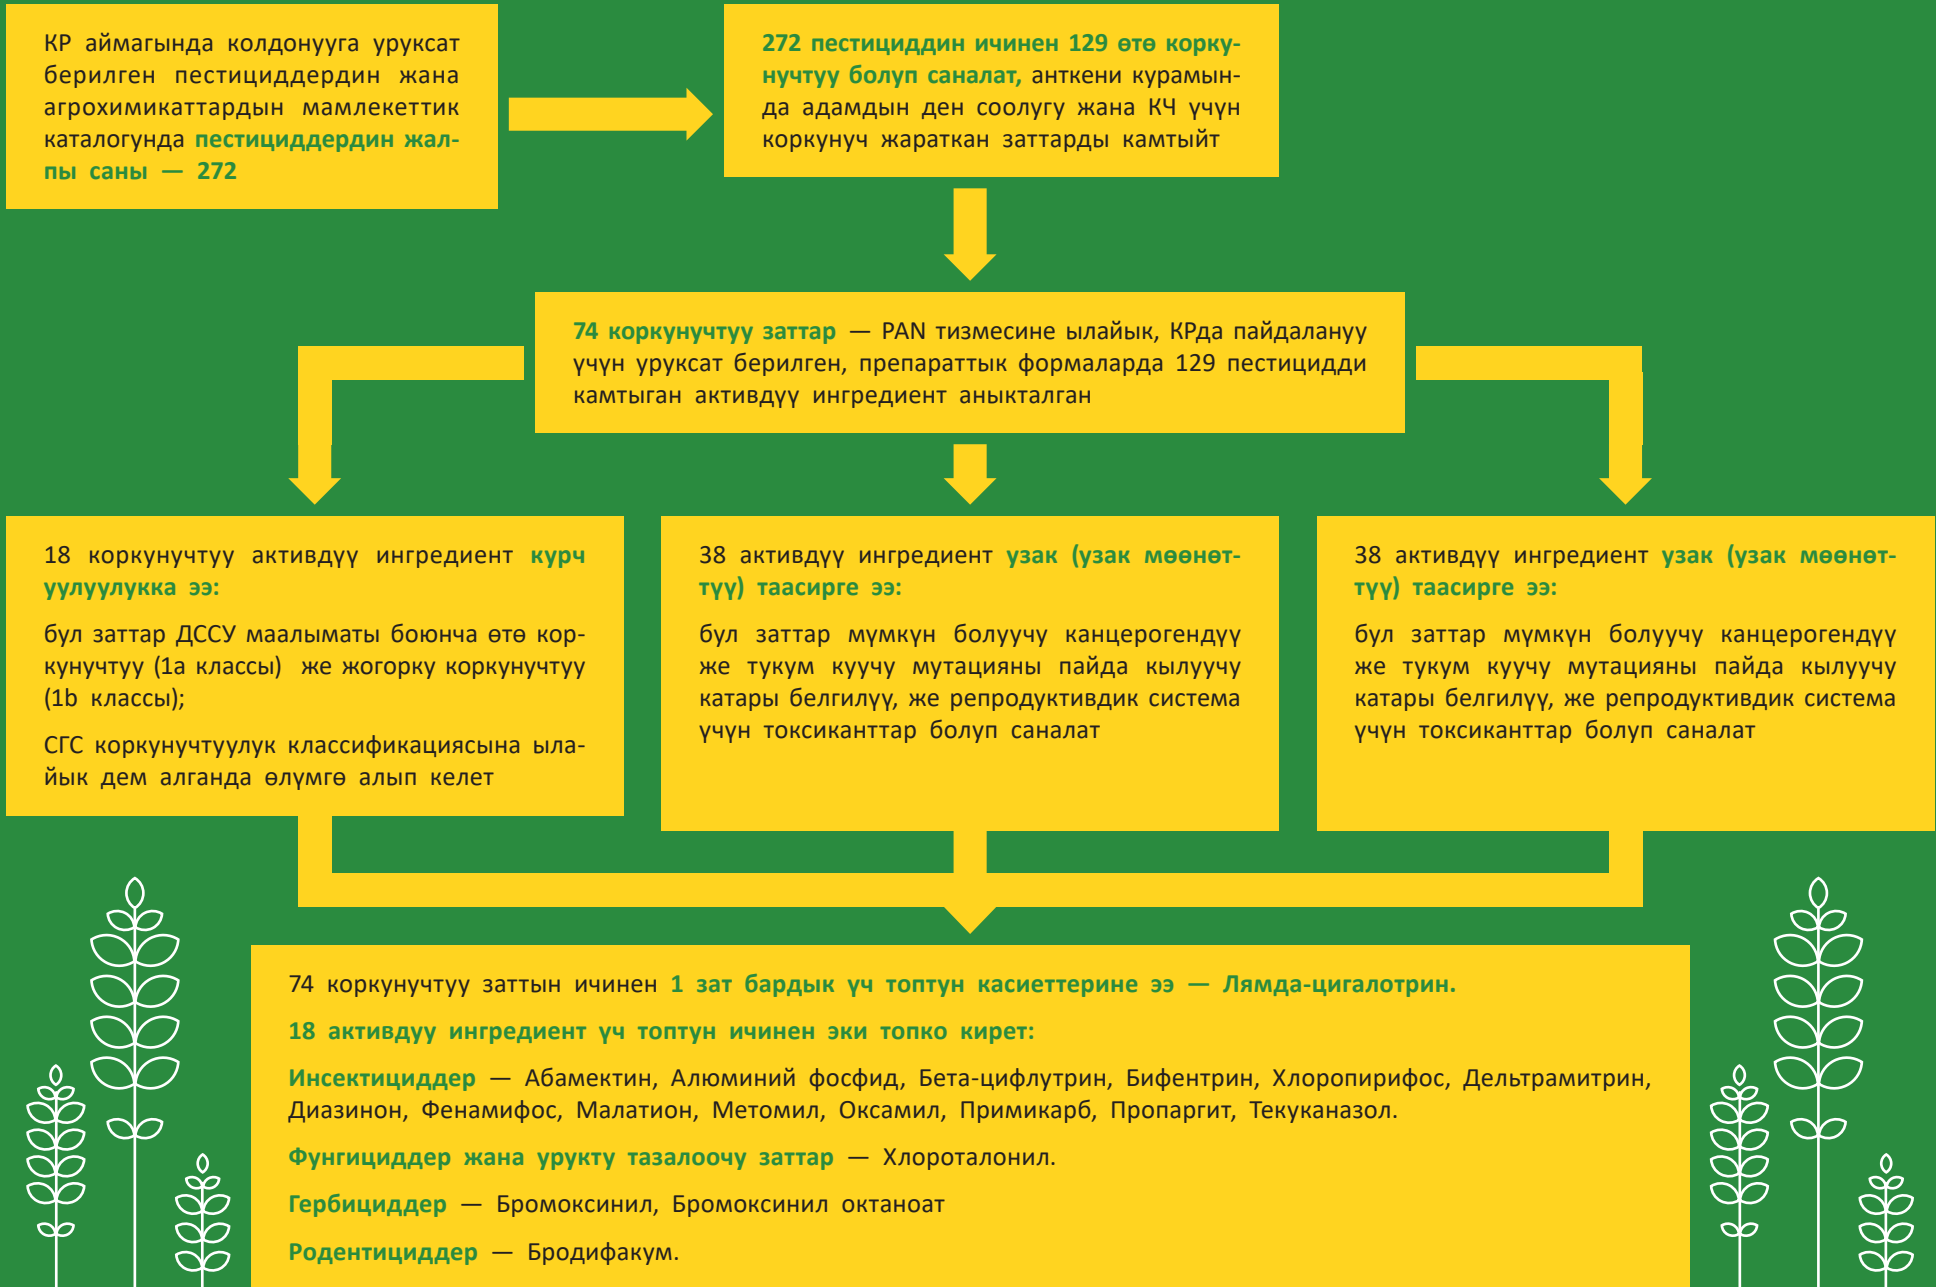 КР аймагында колдонууга уруксат
берилген пестициддердин жана
агрохимикаттардын мамлекеттик
каталогунда пестициддердин жал-
пы саны — 272
272 пестициддин ичинен 129 өтө корку-
нучтуу болуп саналат, анткени курамын-
да адамдын ден соолугу жана КЧ үчүн
коркунуч жараткан заттарды камтыйт
74 коркунучтуу заттар — PAN тизмесине ылайык, КРда пайдалануу
үчүн уруксат берилген, препараттык формаларда 129 пестицидди
камтыган активдүү ингредиент аныкталган
18 коркунучтуу активдүү ингредиент курч
уулуулукка ээ:
бул заттар ДССУ маалыматы боюнча өтө кор-
кунучтуу (1a классы) же жогорку коркунучтуу
(1b классы);
СГС коркунучтуулук классификациясына ыла-
йык дем алганда өлүмгө алып келет
38 активдүү ингредиент узак (узак мөөнөт-
түү) таасирге ээ:
бул заттар мүмкүн болуучу канцерогендүү
же тукум куучу мутацияны пайда кылуучу
катары белгилүү, же репродуктивдик система
үчүн токсиканттар болуп саналат
38 активдүү ингредиент узак (узак мөөнөт-
түү) таасирге ээ:
бул заттар мүмкүн болуучу канцерогендүү
же тукум куучу мутацияны пайда кылуучу
катары белгилүү, же репродуктивдик система
үчүн токсиканттар болуп саналат
74 коркунучтуу заттын ичинен 1 зат бардык үч топтун касиеттерине ээ — Лямда-цигалотрин.
18 активдуу ингредиент үч топтун ичинен эки топко кирет:
Инсектициддер — Абамектин, Алюминий фосфид, Бета-цифлутрин, Бифентрин, Хлоропирифос, Дельтрамитрин,
Диазинон, Фенамифос, Малатион, Метомил, Оксамил, Примикарб, Пропаргит, Текуканазол.
Фунгициддер жана урукту тазалоочу заттар — Хлороталонил.
Гербициддер — Бромоксинил, Бромоксинил октаноат
Родентициддер — Бродифакум.